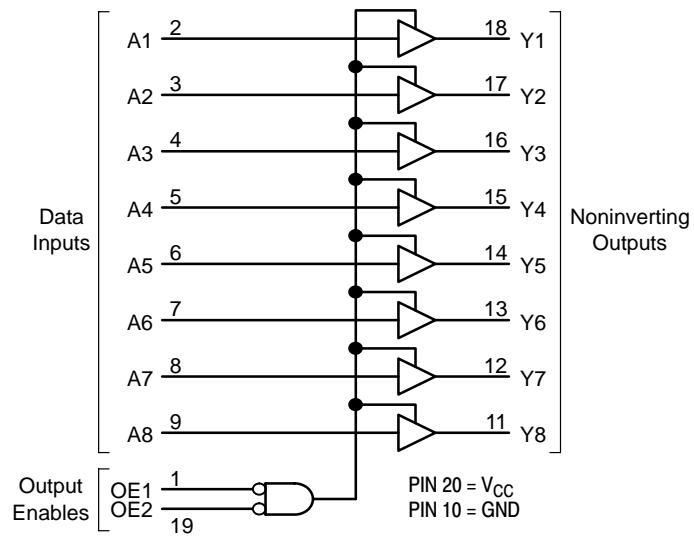 A1 2 18 Y1
A2 3 17 Y2
A3 4 16 Y3
A4 5 15 Y4
Data Inputs
Noninverting Outputs
A5 6 14 Y5
A6 7 13 Y6
A7 8 12 Y7
A8 9 11 Y8
Output Enables
OE1 1
OE2 19
PIN 20 = VCC
PIN 10 = GND